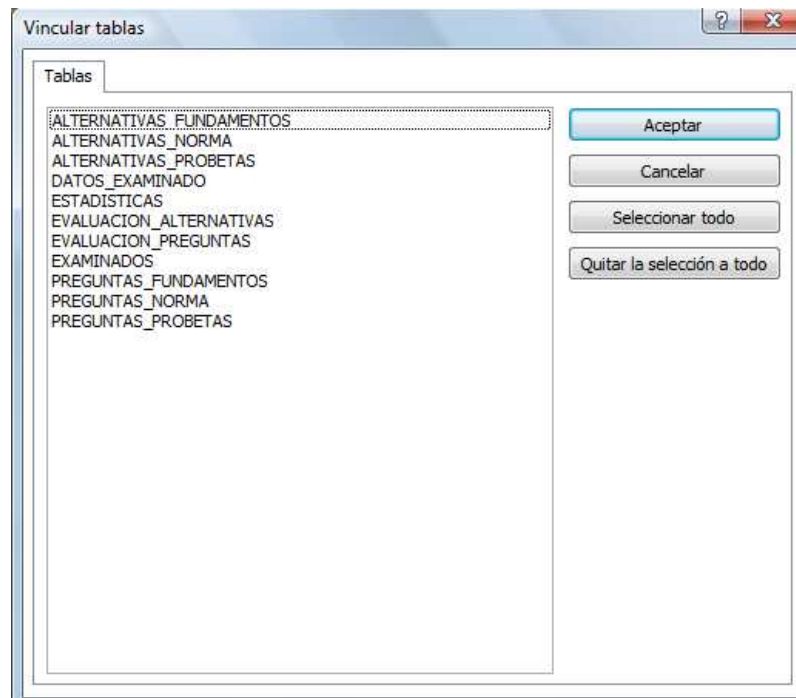 Vincular tablas
Tablas
ALTERNATIVAS_FUNDAMENTOS
ALTERNATIVAS_NORMA
ALTERNATIVAS_PROBETAS
DATOS_EXAMINADO
ESTADISTICAS
EVALUACION_ALTERNATIVAS
EVALUACION_PREGUNTAS
EXAMINADOS
PREGUNTAS_FUNDAMENTOS
PREGUNTAS_NORMA
PREGUNTAS_PROBETAS
Aceptar
Cancelar
Seleccionar todo
Quitar la selección a todo